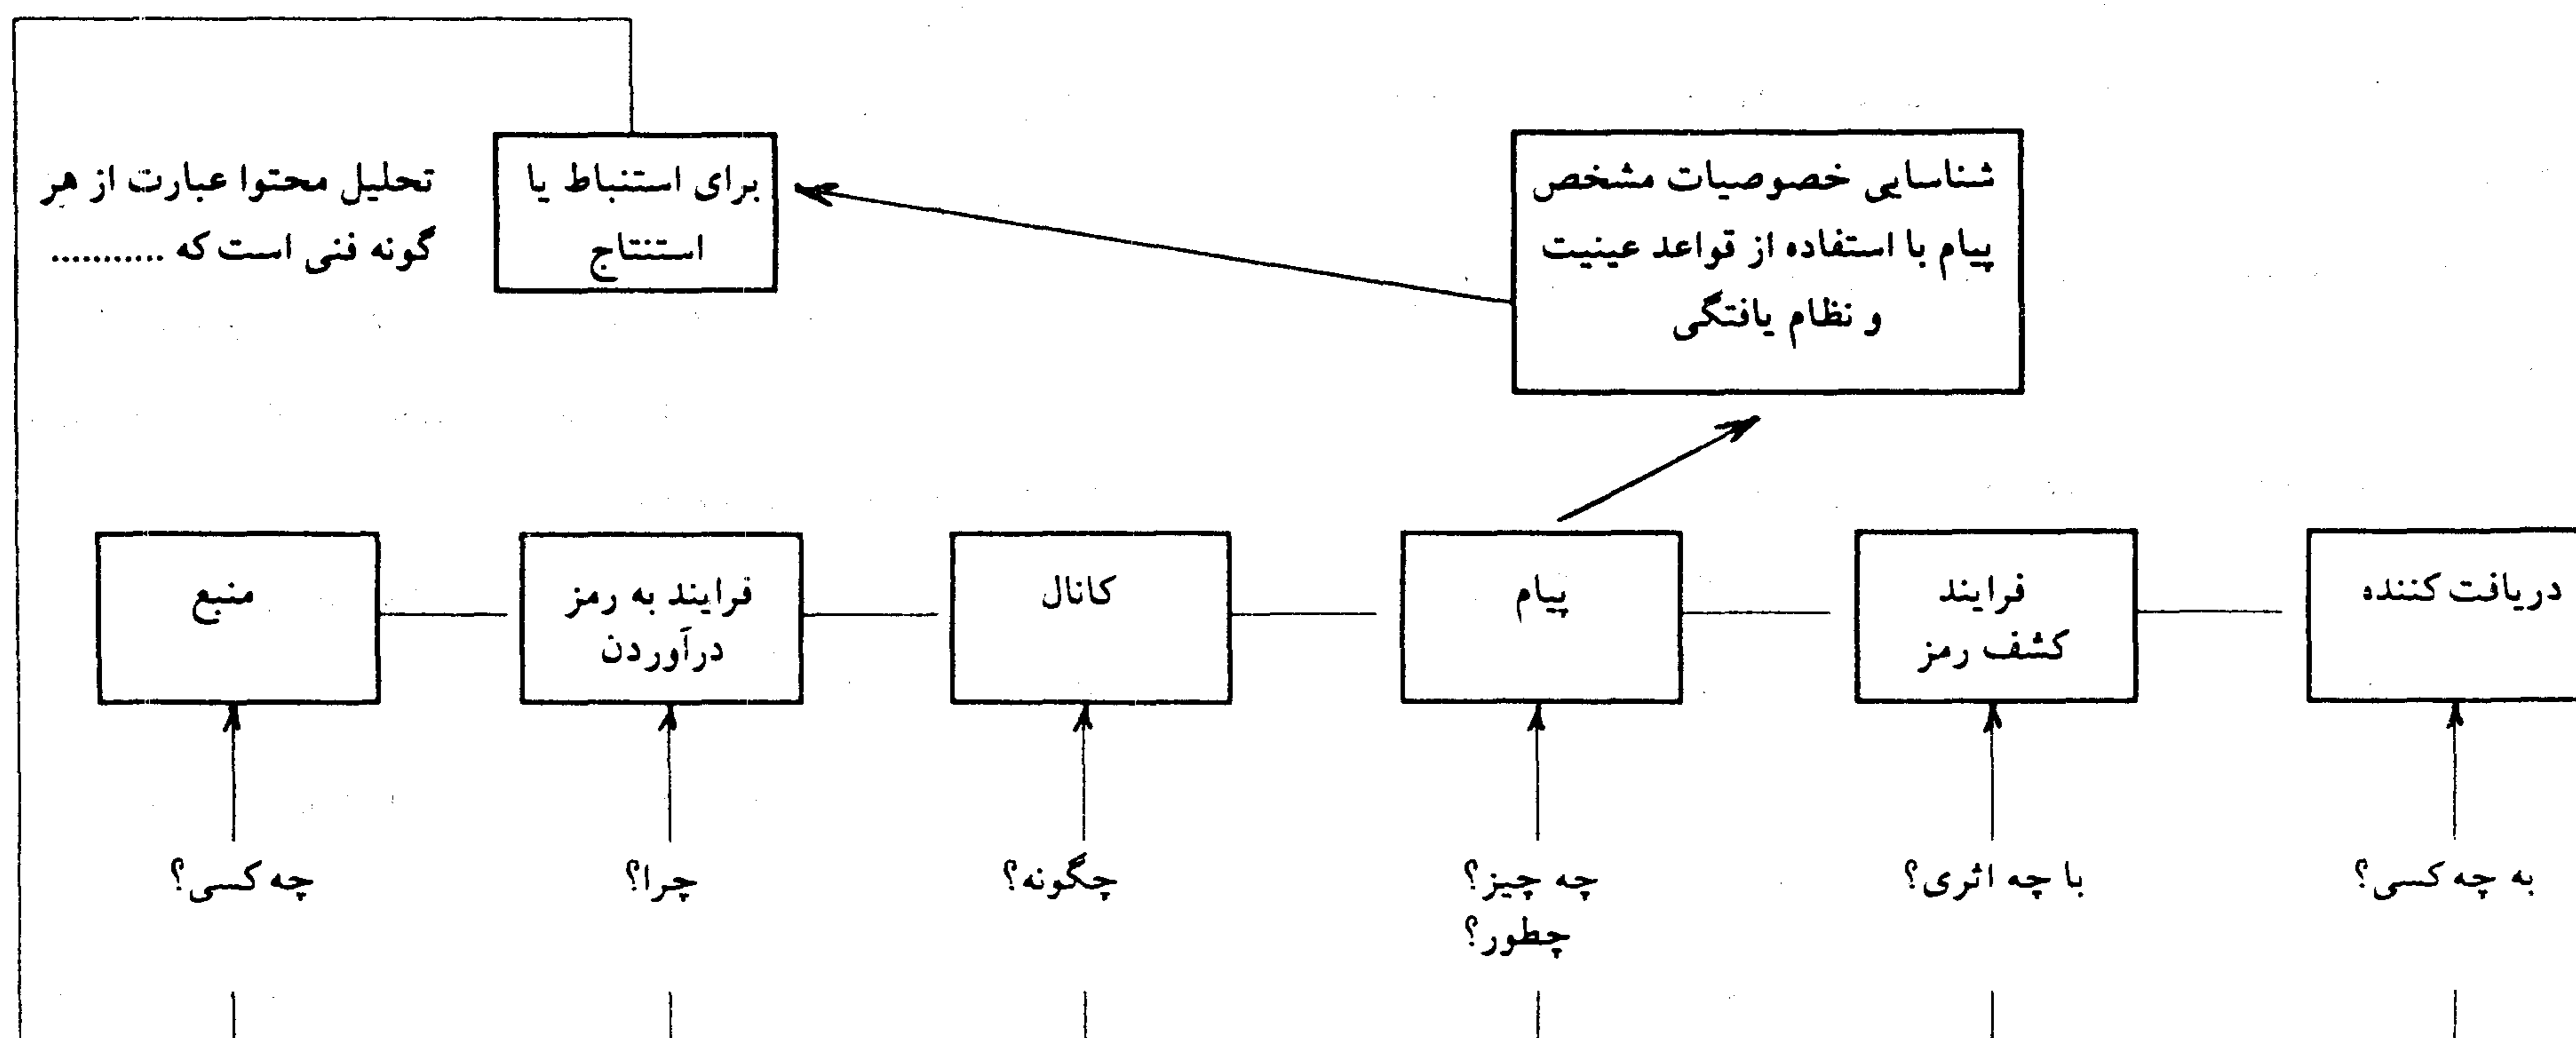 تحلیل محتوا عبارت از هر
گونه فنی است که ...........
برای استنباط یا
استنتاج
شناسایی خصوصیات مشخص
پیام با استفاده از قواعد عینیت
و نظام یافتگی
منبع
فرایند به رمز
درآوردن
کانال
پیام
فرایند
کشف رمز
دریافت کننده
چه کسی؟
چرا؟
چگونه؟
چه چیز؟
چطور؟
با چه اثری؟
به چه کسی؟